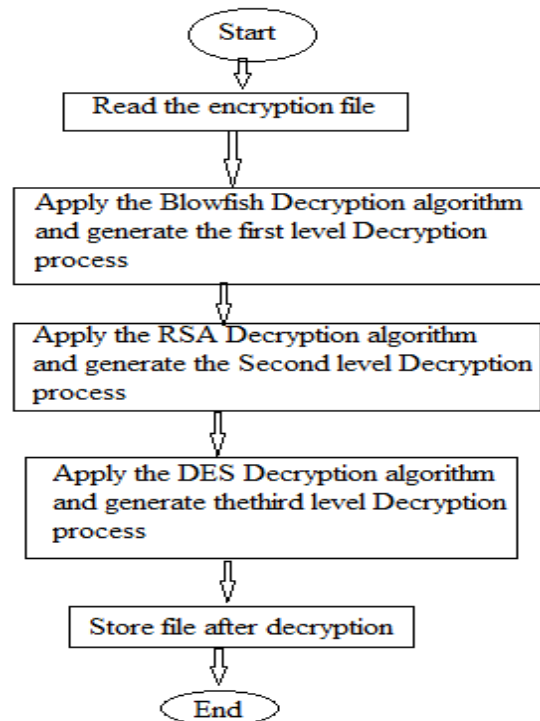 Start
Read the encryption file
Apply the Blowfish Decryption algorithm
and generate the first level Decryption
process
Apply the RSA Decryption algorithm
and generate the Second level Decryption
process
Apply the DES Decryption algorithm
and generate thethird level Decryption
process
Store file after decryption
End